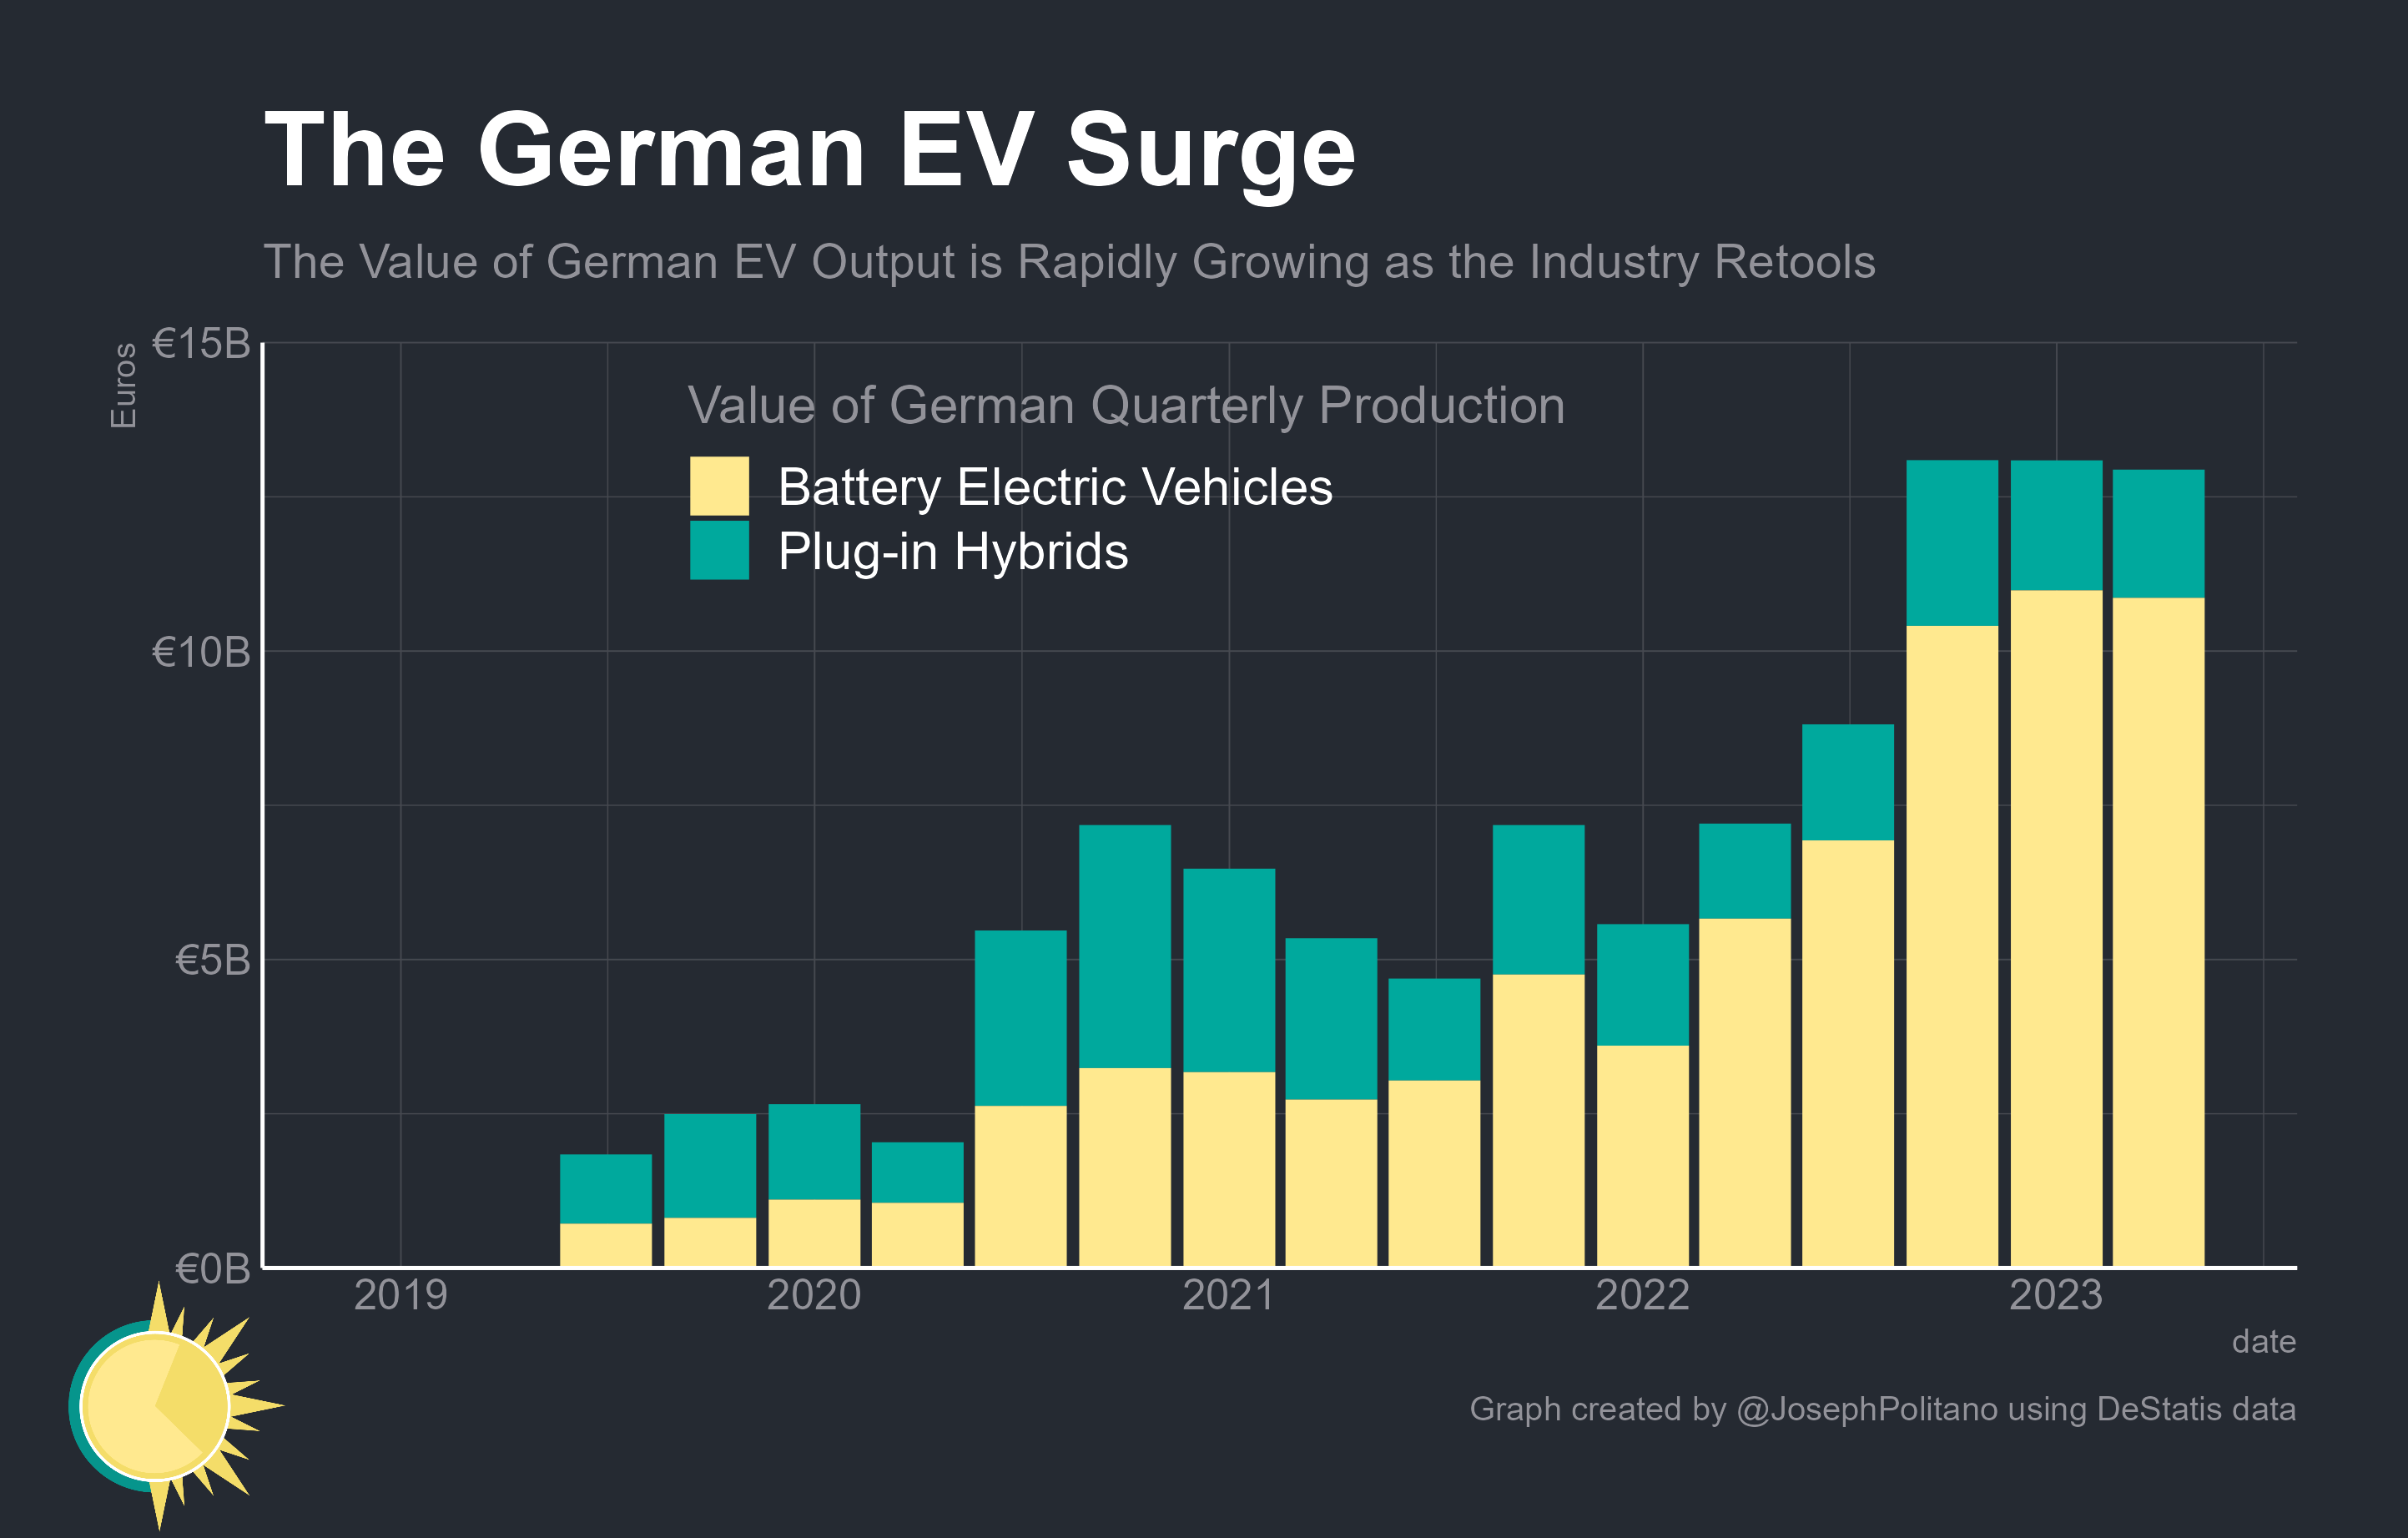 The German EV Surge
The Value of German EV Output is Rapidly Growing as the Industry Retools
Euros
€15B
€10B
€5B
€0B
Value of German Quarterly Production
Battery Electric Vehicles
Plug-in Hybrids
2019 2020 2021 2022 2023
date
Graph created by @JosephPolitano using DeStatis data